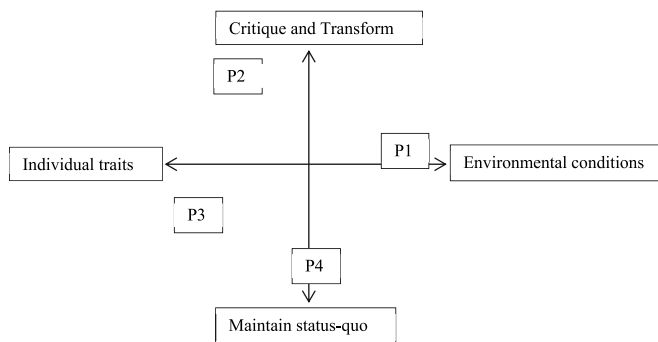 Critique and Transform
P2
P1
Individual traits
Environmental conditions
P3
P4
Maintain status-quo